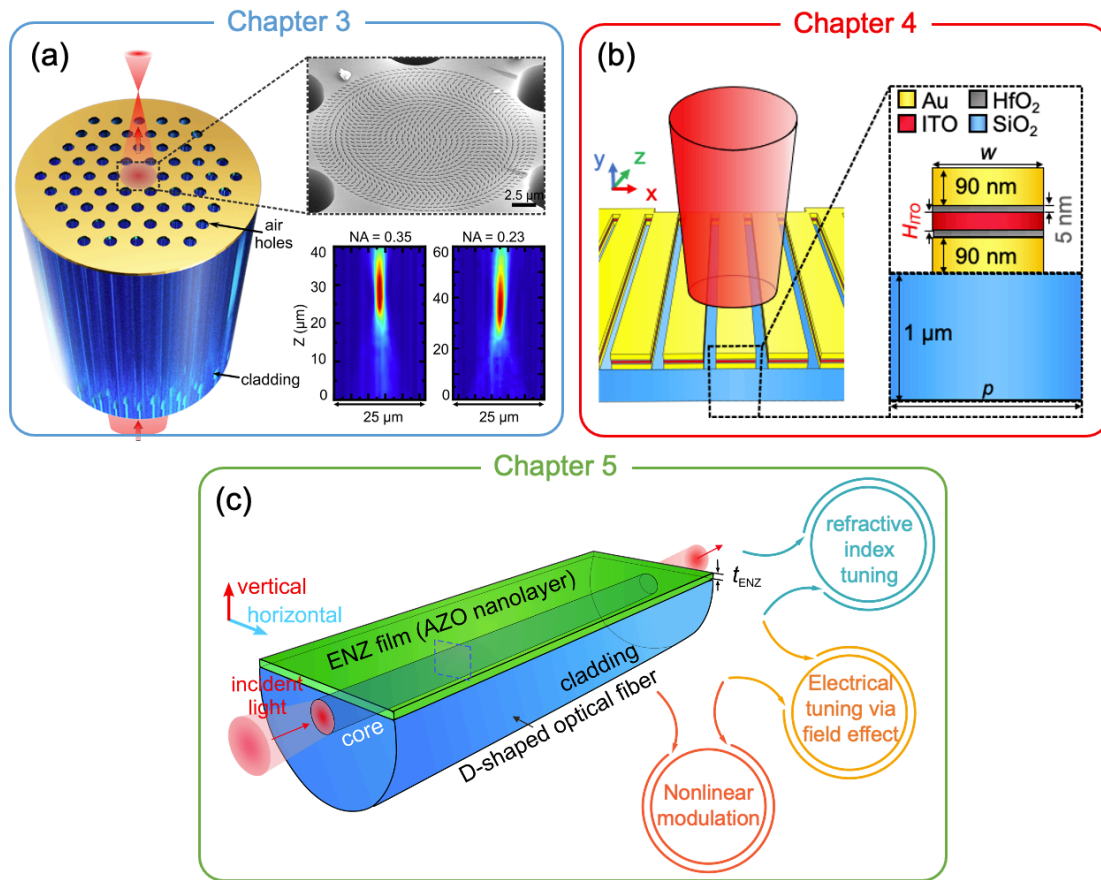 Chapter 3
(a)
2.5 μm
air
holes
cladding
NA = 0.35
NA = 0.23
Z (μm)
40
30
20
10
0
60
40
20
0
25 μm
25 μm
Chapter 4
(b)
Au
HfO₂
ITO
SiO₂
y
z
x
w
90 nm
H_ITO
5 nm
90 nm
1 μm
p
Chapter 5
(c)
vertical
horizontal
ENZ film (AZO nanolayer)
t_ENZ
incident
light
core
cladding
D-shaped optical fiber
refractive
index
tuning
Electrical
tuning via
field effect
Nonlinear
modulation